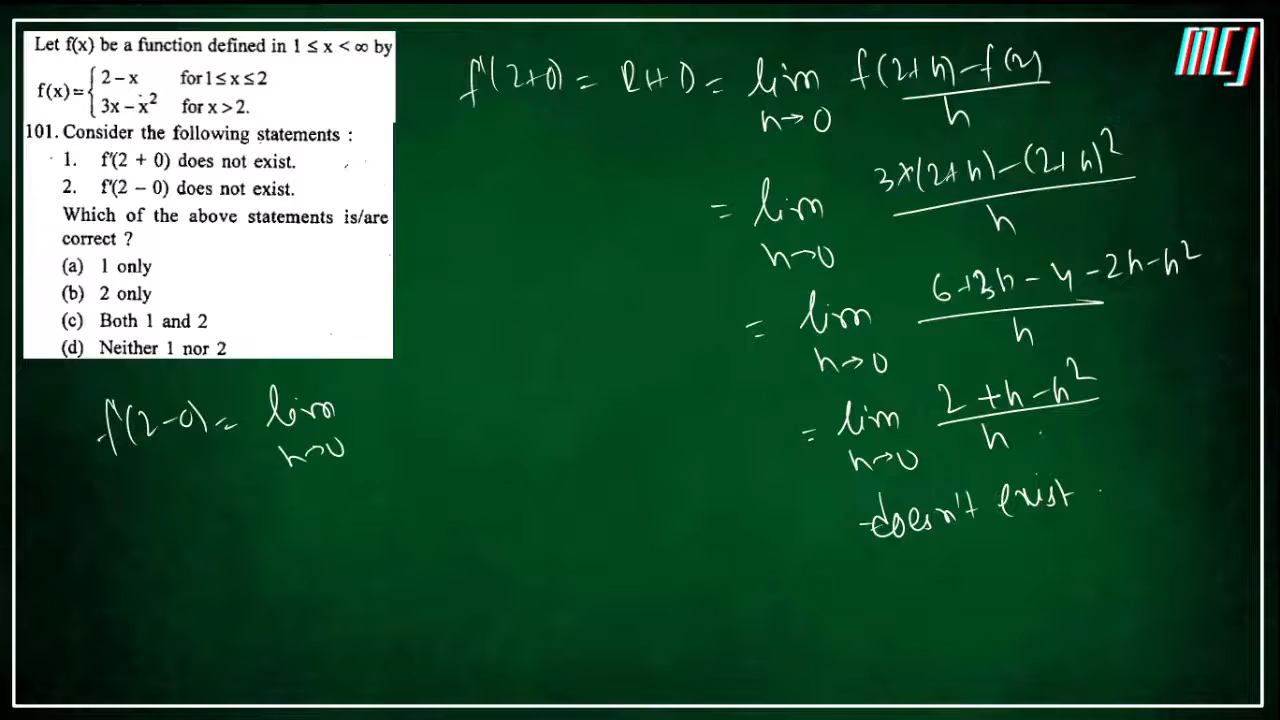 Let f(x) be a function defined in 1 ≤ x < ∞ by
f(x) = { 2 − x for 1 ≤ x ≤ 2
3x − x² for x > 2.
101. Consider the following statements :
1. f'(2 + 0) does not exist.
2. f'(2 − 0) does not exist.
Which of the above statements is/are
correct ?
(a) 1 only
(b) 2 only
(c) Both 1 and 2
(d) Neither 1 nor 2
f'(2-0) = lim h→0
f'(2+0) = RHD = lim h→0 f(2+h)-f(2) / h
= lim h→0 3×(2+h)-(2+h)² / h
= lim h→0 6+3h-4-2h-h² / h
= lim h→0 2+h-h² / h
doesn't exist.
MCJ